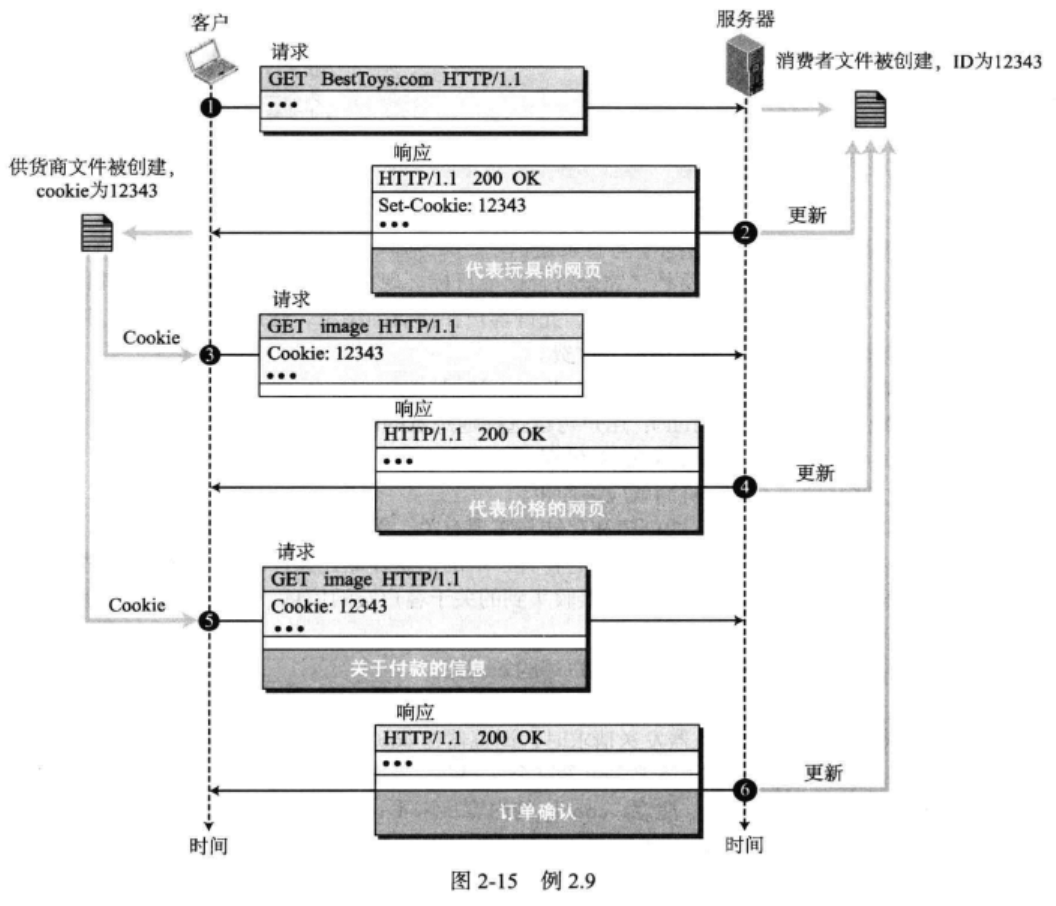 客户
服务器
请求
消费者文件被创建，ID为12343
GET BestToys.com HTTP/1.1
●●●
1
响应
供货商文件被创建，
cookie为12343
HTTP/1.1 200 OK
Set-Cookie: 12343
●●●
2
更新
代表玩具的网页
请求
GET image HTTP/1.1
Cookie
3
Cookie: 12343
●●●
响应
HTTP/1.1 200 OK
●●●
4
更新
代表价格的网页
请求
GET image HTTP/1.1
Cookie
5
Cookie: 12343
●●●
关于付款的信息
响应
HTTP/1.1 200 OK
●●●
6
更新
订单确认
时间
时间
图 2-15 例 2.9